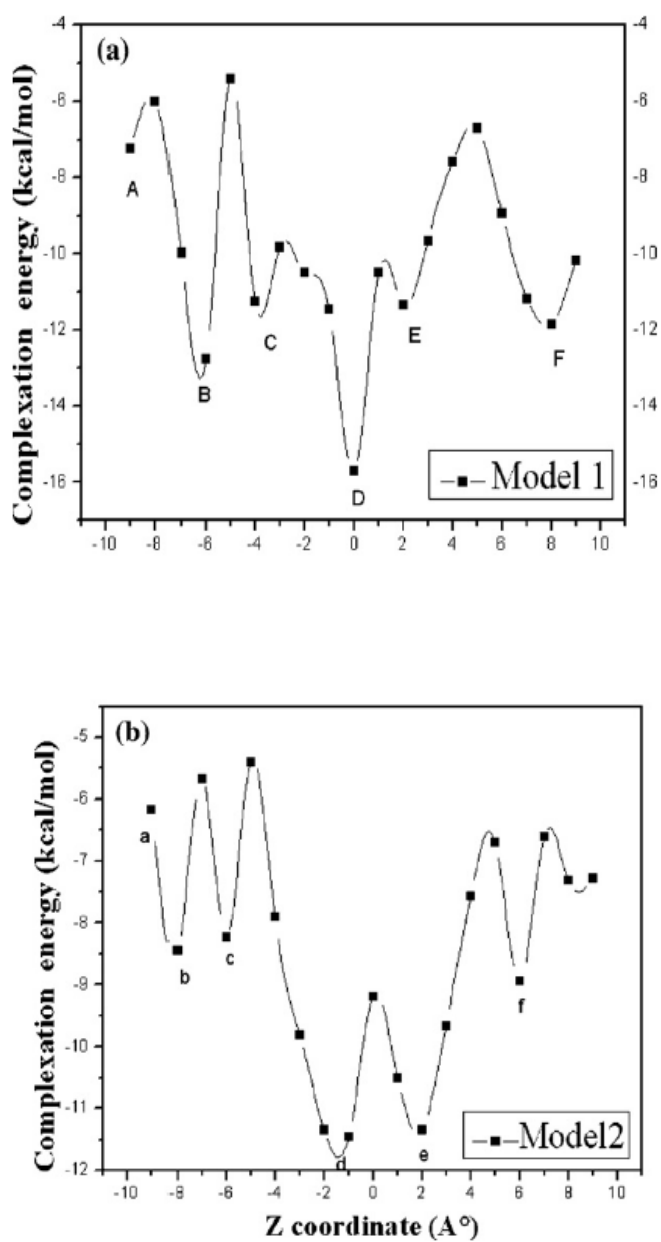 (a)
Complexation energy (kcal/mol)
-4
-6
-8
-10
-12
-14
-16
-4
-6
-8
-10
-12
-14
-16
A
B
C
D
E
F
Model 1
-10 -8 -6 -4 -2 0 2 4 6 8 10
(b)
Complexation energy (kcal/mol)
-5
-6
-7
-8
-9
-10
-11
-12
a
b
c
d
e
f
Model2
-10 -8 -6 -4 -2 0 2 4 6 8 10
Z coordinate (A°)